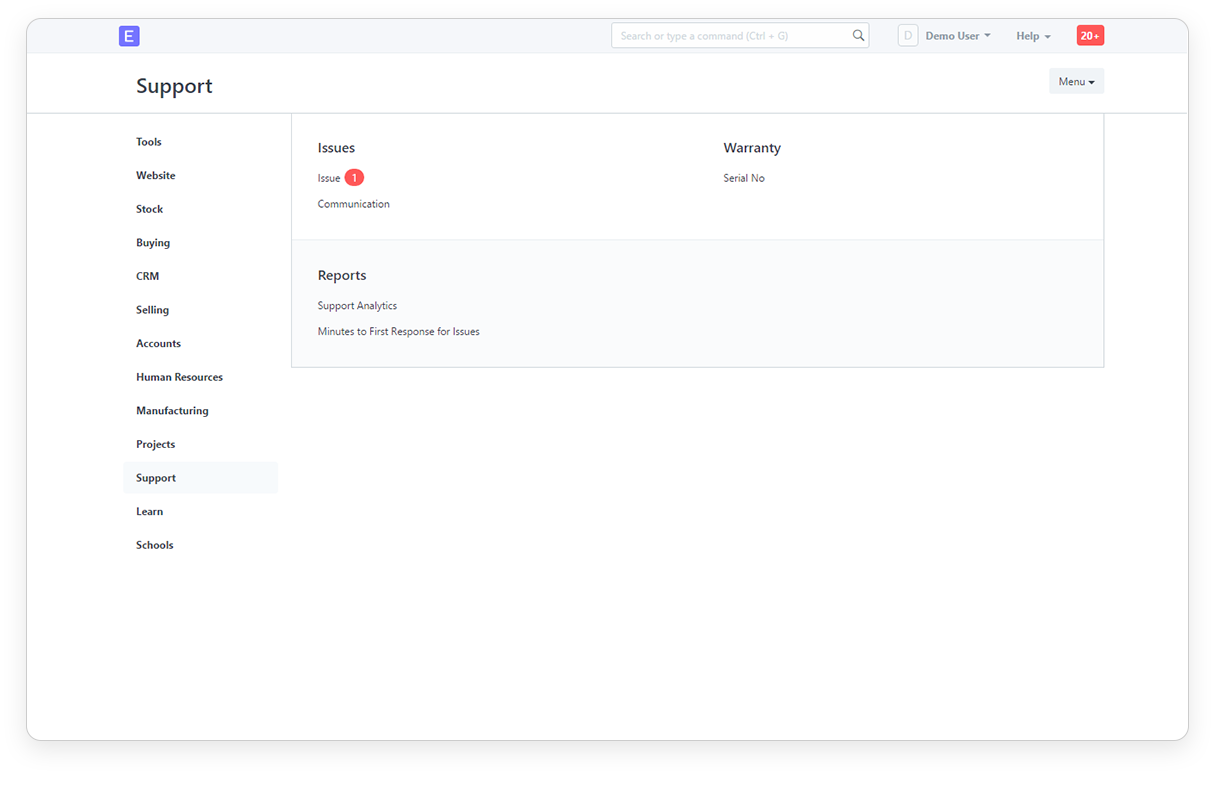 E
Search or type a command (Ctrl + G)
D
Demo User
Help
20+
Support
Menu
Tools
Website
Stock
Buying
CRM
Selling
Accounts
Human Resources
Manufacturing
Projects
Support
Learn
Schools
Issues
Issue 1
Communication
Warranty
Serial No
Reports
Support Analytics
Minutes to First Response for Issues